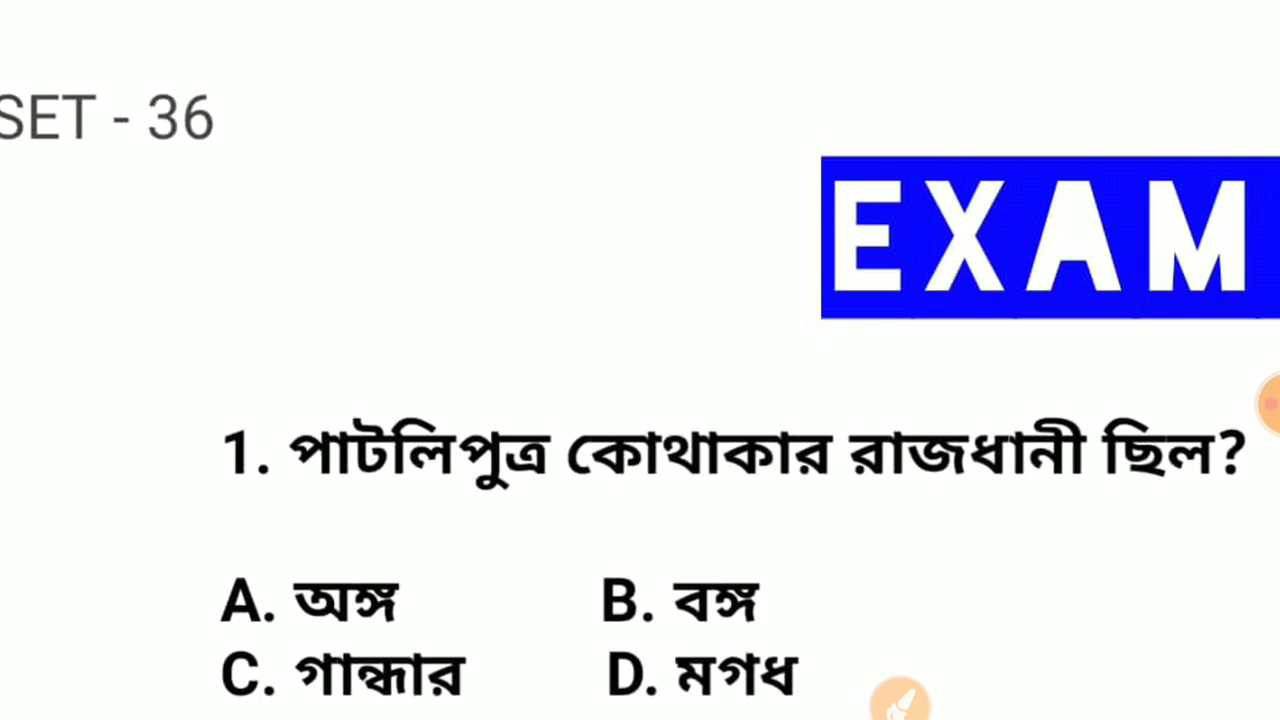 SET - 36
EXAM
1. পাটলিপুত্র কোথাকার রাজধানী ছিল?
A. অঙ্গ B. বঙ্গ
C. গান্ধার D. মগধ